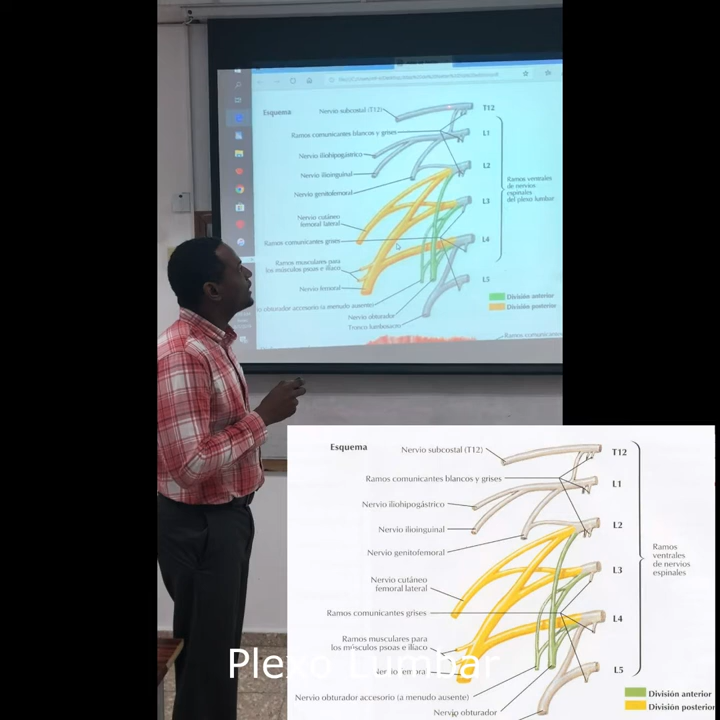 Esquema
Nervio subcostal (T12)
T12
Ramos comunicantes blancos y grises
L1
Nervio iliohipogástrico
L2
Nervio ilioinguinal
Nervio genitofemoral
Ramos ventrales
de nervios
espinales
del plexo lumbar
L3
Nervio cutáneo
femoral lateral
Ramos comunicantes grises
L4
Ramos musculares para
los músculos psoas e ilíaco
L5
Nervio femoral
División anterior
División posterior
obturador accesorio (a menudo ausente)
Nervio obturador
Tronco lumbosacro
Ramos comunicantes
Esquema
Nervio subcostal (T12)
T12
Ramos comunicantes blancos y grises
L1
Nervio iliohipogástrico
L2
Nervio ilioinguinal
Nervio genitofemoral
Ramos
ventrales
de nervios
espinales
L3
Nervio cutáneo
femoral lateral
Ramos comunicantes grises
L4
Ramos musculares para
los músculos psoas e ilíaco
Plexo Lumbar
Nervio femoral
L5
Nervio obturador accesorio (a menudo ausente)
División anterior
Nervio obturador
División posterior